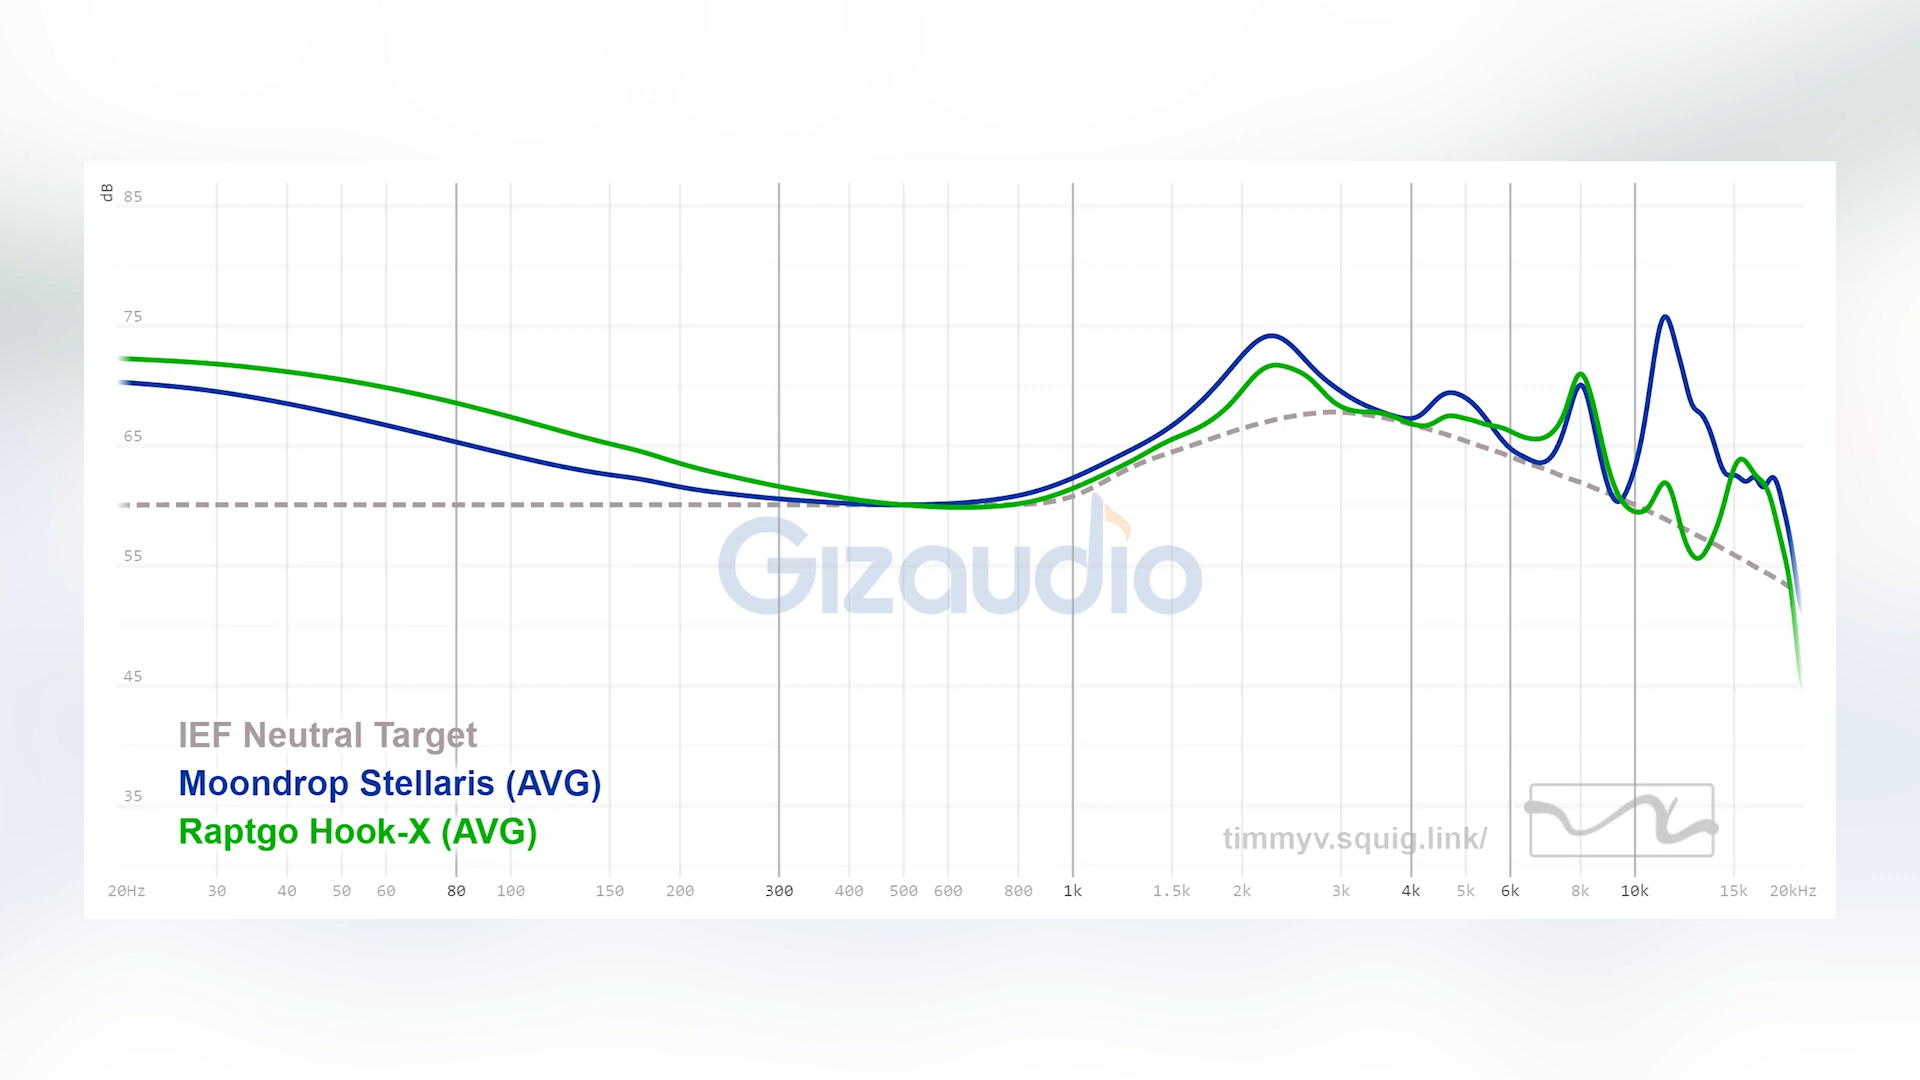 dB
85
75
65
55
45
35
Gizaudio
IEF Neutral Target
Moondrop Stellaris (AVG)
Raptgo Hook-X (AVG)
timmyv.squig.link/
20Hz 30 40 50 60 80 100 150 200 300 400 500 600 800 1k 1.5k 2k 3k 4k 5k 6k 8k 10k 15k 20kHz